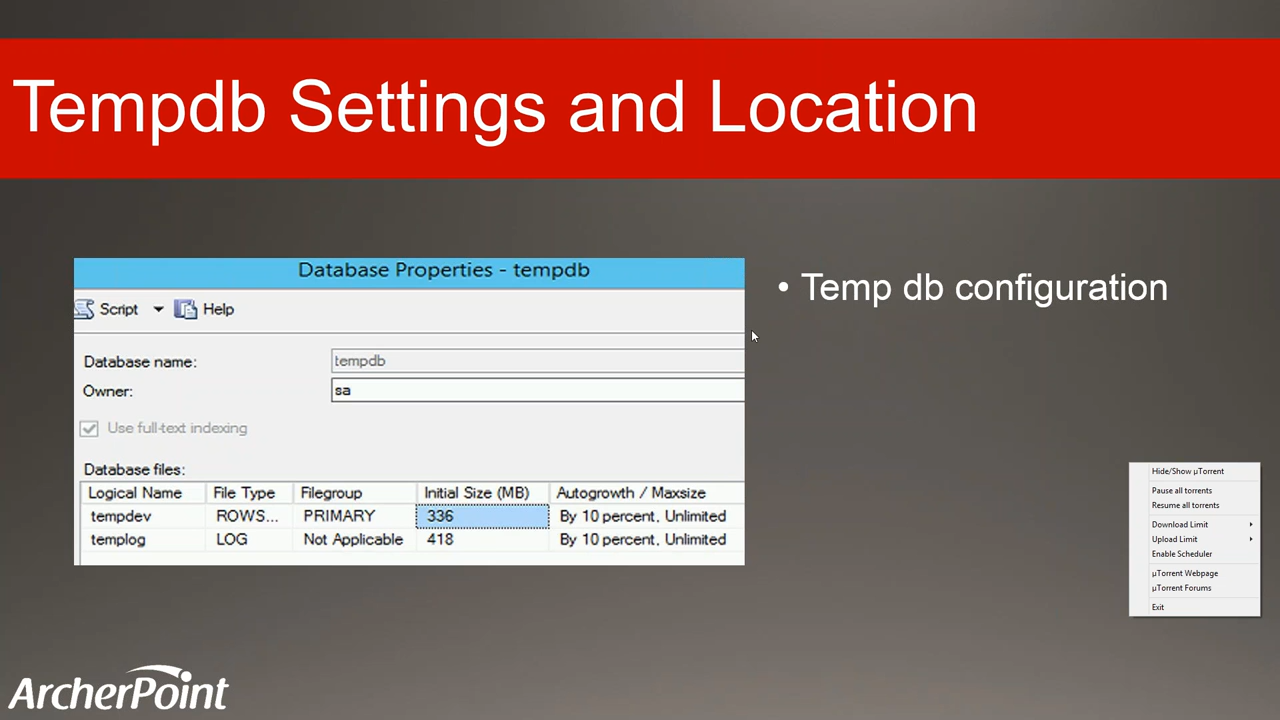 Tempdb Settings and Location
Database Properties - tempdb
Script Help
Database name: tempdb
Owner: sa
Use full-text indexing
Database files:
Logical Name File Type Filegroup Initial Size (MB) Autogrowth / Maxsize
tempdev ROWS... PRIMARY 336 By 10 percent, Unlimited
templog LOG Not Applicable 418 By 10 percent, Unlimited
• Temp db configuration
Hide/Show µTorrent
Pause all torrents
Resume all torrents
Download Limit
Upload Limit
Enable Scheduler
µTorrent Webpage
µTorrent Forums
Exit
ArcherPoint